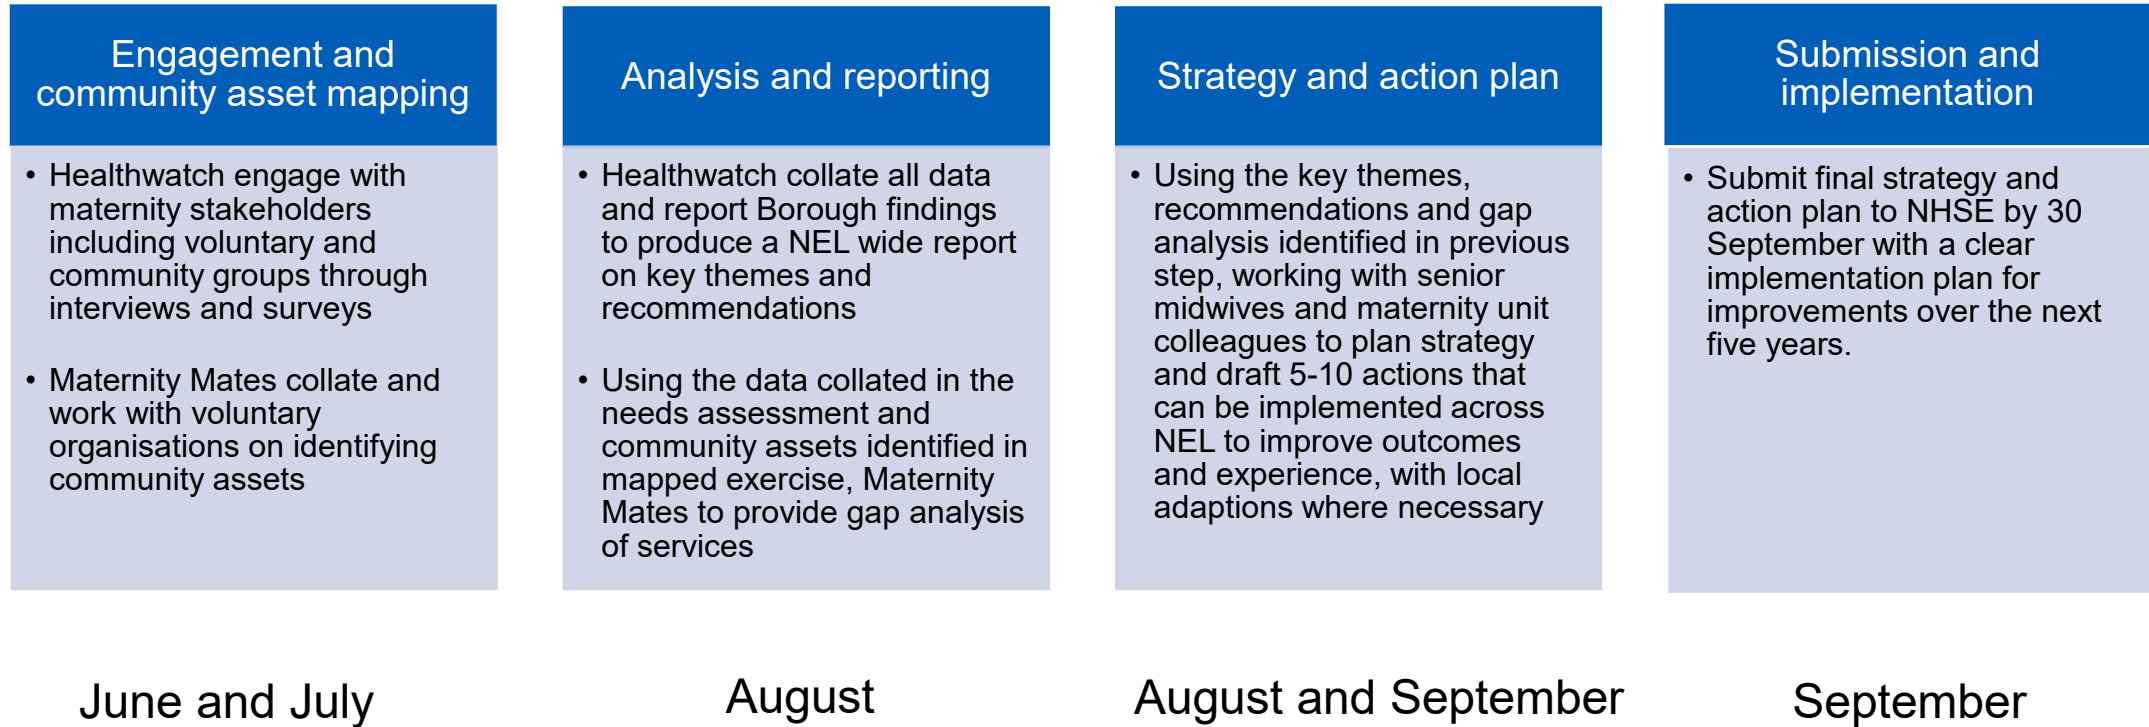 Engagement and
community asset mapping
• Healthwatch engage with
maternity stakeholders
including voluntary and
community groups through
interviews and surveys
• Maternity Mates collate and
work with voluntary
organisations on identifying
community assets
June and July
Analysis and reporting
• Healthwatch collate all data
and report Borough findings
to produce a NEL wide report
on key themes and
recommendations
• Using the data collated in the
needs assessment and
community assets identified in
mapped exercise, Maternity
Mates to provide gap analysis
of services
August
Strategy and action plan
• Using the key themes,
recommendations and gap
analysis identified in previous
step, working with senior
midwives and maternity unit
colleagues to plan strategy
and draft 5-10 actions that
can be implemented across
NEL to improve outcomes
and experience, with local
adaptions where necessary
August and September
Submission and
implementation
• Submit final strategy and
action plan to NHSE by 30
September with a clear
implementation plan for
improvements over the next
five years.
September